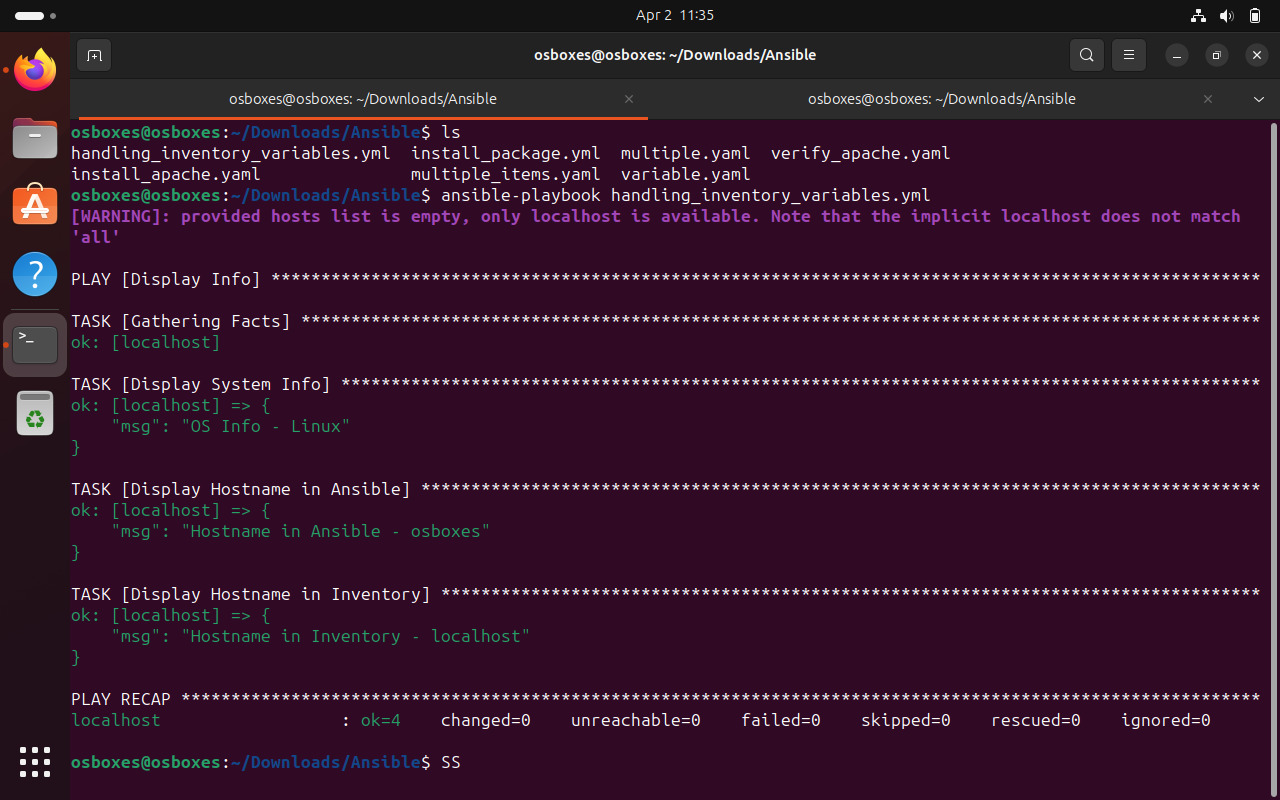 Apr 2 11:35
osboxes@osboxes: ~/Downloads/Ansible
osboxes@osboxes: ~/Downloads/Ansible
osboxes@osboxes: ~/Downloads/Ansible
osboxes@osboxes:~/Downloads/Ansible$ ls
handling_inventory_variables.yml  install_package.yml  multiple.yaml  verify_apache.yaml
install_apache.yaml               multiple_items.yaml  variable.yaml
osboxes@osboxes:~/Downloads/Ansible$ ansible-playbook handling_inventory_variables.yml
[WARNING]: provided hosts list is empty, only localhost is available. Note that the implicit localhost does not match
'all'
PLAY [Display Info] ***************************************************************************************************
TASK [Gathering Facts] ************************************************************************************************
ok: [localhost]
TASK [Display System Info] ********************************************************************************************
ok: [localhost] => {
    "msg": "OS Info - Linux"
}
TASK [Display Hostname in Ansible] ************************************************************************************
ok: [localhost] => {
    "msg": "Hostname in Ansible - osboxes"
}
TASK [Display Hostname in Inventory] **********************************************************************************
ok: [localhost] => {
    "msg": "Hostname in Inventory - localhost"
}
PLAY RECAP ************************************************************************************************************
localhost                  : ok=4    changed=0    unreachable=0    failed=0    skipped=0    rescued=0    ignored=0
osboxes@osboxes:~/Downloads/Ansible$ SS